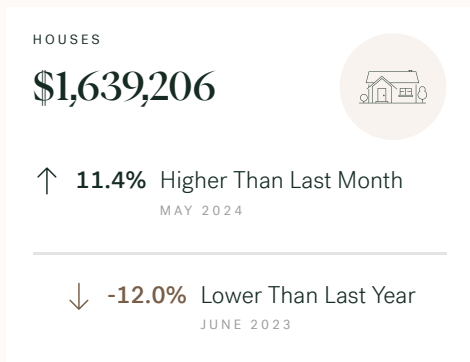 HOUSES
$1,639,206
11.4% Higher Than Last Month
MAY 2024
-12.0% Lower Than Last Year
JUNE 2023